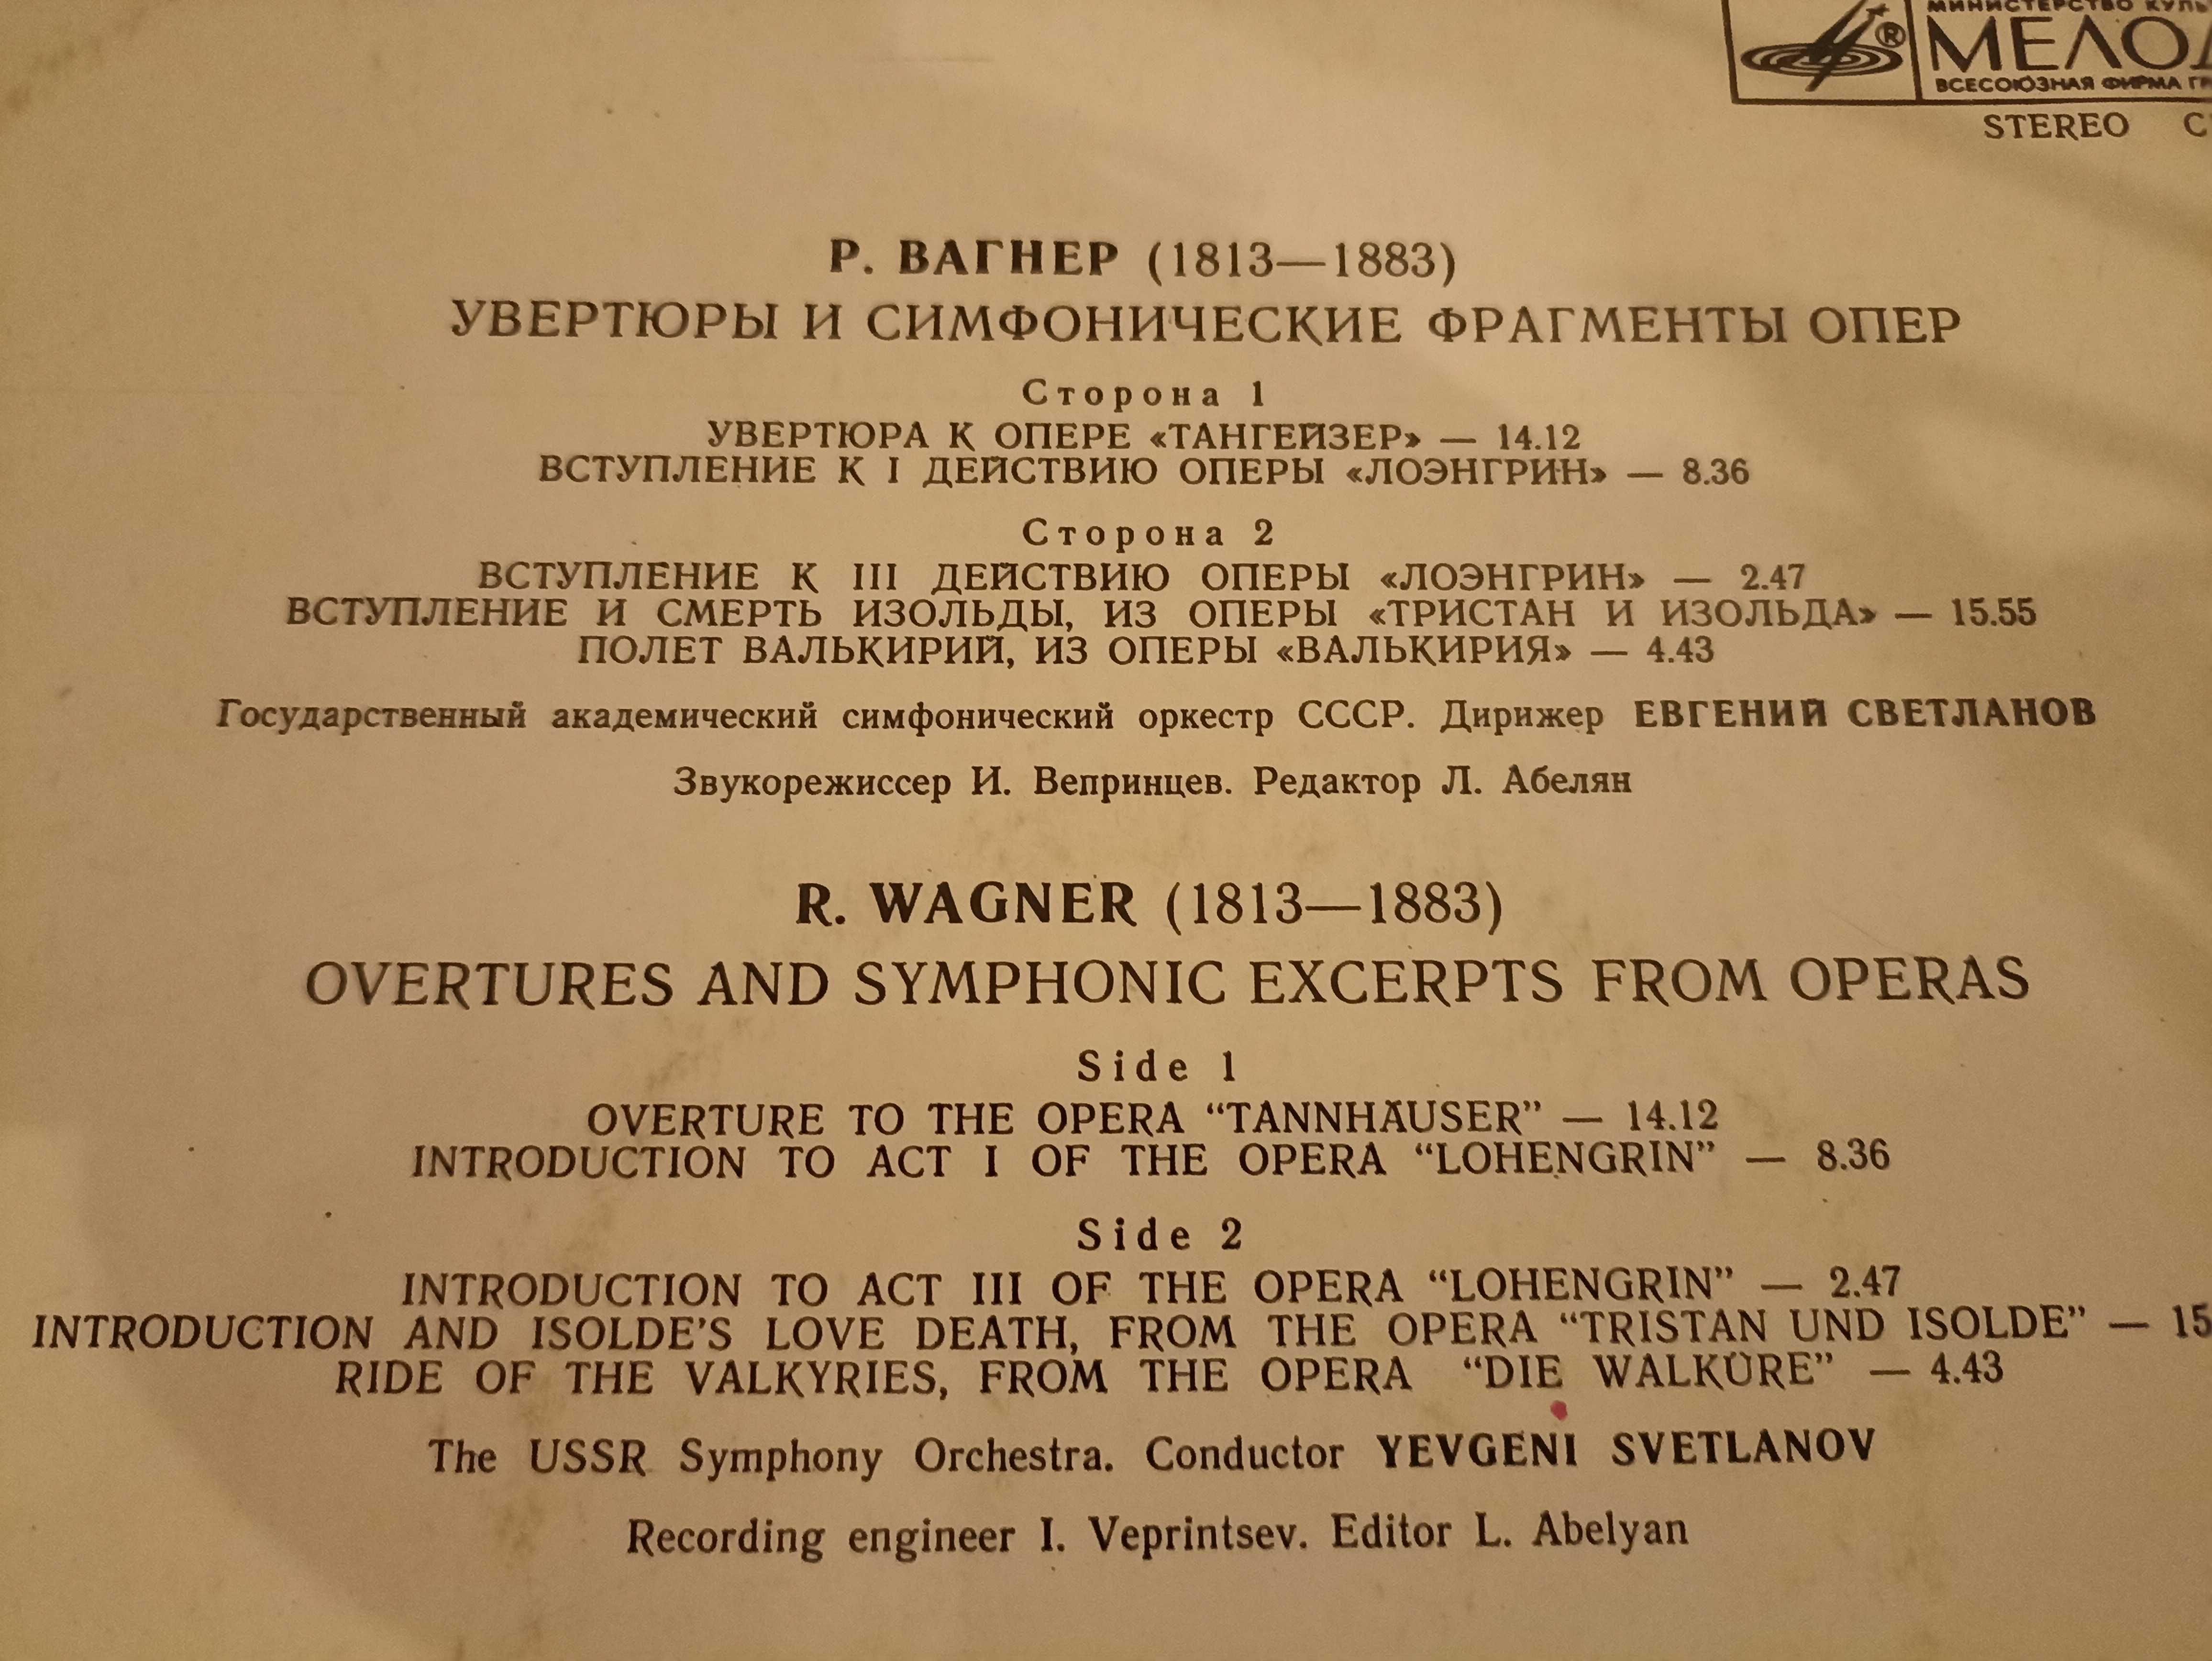 МИНИСТЕРСТВО
®
ВСЕСОЮЗНАЯ ФИРМА
STEREO
Р. ВАГНЕР (1813—1883)
УВЕРТЮРЫ И СИМФОНИЧЕСКИЕ ФРАГМЕНТЫ ОПЕР
Сторона 1
УВЕРТЮРА К ОПЕРЕ «ТАНГЕЙЗЕР» — 14.12
ВСТУПЛЕНИЕ К I ДЕЙСТВИЮ ОПЕРЫ «ЛОЭНГРИН» — 8.36
Сторона 2
ВСТУПЛЕНИЕ К III ДЕЙСТВИЮ ОПЕРЫ «ЛОЭНГРИН» — 2.47
ВСТУПЛЕНИЕ И СМЕРТЬ ИЗОЛЬДЫ, ИЗ ОПЕРЫ «ТРИСТАН И ИЗОЛЬДА» — 15.55
ПОЛЕТ ВАЛЬКИРИЙ, ИЗ ОПЕРЫ «ВАЛЬКИРИЯ» — 4.43
Государственный академический симфонический оркестр СССР. Дирижер ЕВГЕНИЙ СВЕТЛАНОВ
Звукорежиссер И. Вепринцев. Редактор Л. Абелян
R. WAGNER (1813—1883)
OVERTURES AND SYMPHONIC EXCERPTS FROM OPERAS
Side 1
OVERTURE TO THE OPERA “TANNHÄUSER” — 14.12
INTRODUCTION TO ACT I OF THE OPERA “LOHENGRIN” — 8.36
Side 2
INTRODUCTION TO ACT III OF THE OPERA “LOHENGRIN” — 2.47
INTRODUCTION AND ISOLDE’S LOVE DEATH, FROM THE OPERA “TRISTAN UND ISOLDE” — 15
RIDE OF THE VALKYRIES, FROM THE OPERA “DIE WALKÜRE” — 4.43
The USSR Symphony Orchestra. Conductor YEVGENI SVETLANOV
Recording engineer I. Veprintsev. Editor L. Abelyan